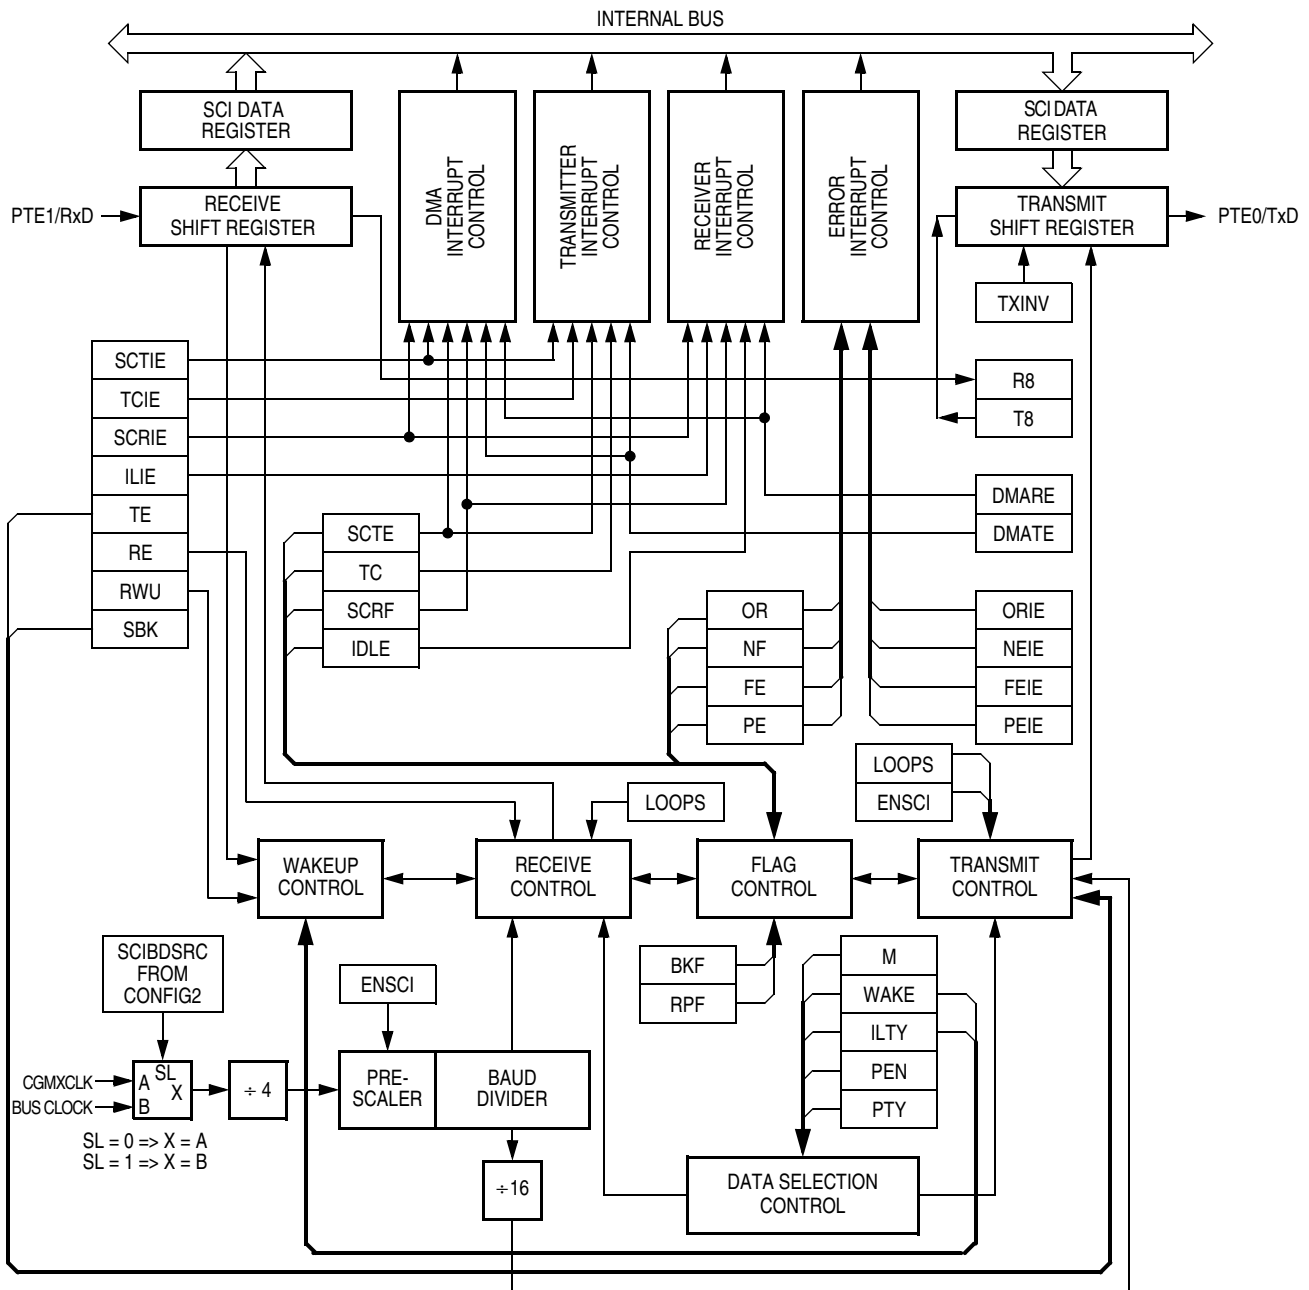 INTERNAL BUS
SCI DATA
REGISTER
DMA
INTERRUPT
CONTROL
TRANSMITTER
INTERRUPT
CONTROL
RECEIVER
INTERRUPT
CONTROL
ERROR
INTERRUPT
CONTROL
SCI DATA
REGISTER
PTE1/RxD
RECEIVE
SHIFT REGISTER
TRANSMIT
SHIFT REGISTER
PTE0/TxD
TXINV
SCTIE
TCIE
SCRIE
ILIE
TE
RE
RWU
SBK
R8
T8
DMARE
DMATE
SCTE
TC
SCRF
IDLE
OR
NF
FE
PE
ORIE
NEIE
FEIE
PEIE
LOOPS
ENSCI
LOOPS
WAKEUP
CONTROL
RECEIVE
CONTROL
FLAG
CONTROL
TRANSMIT
CONTROL
SCIBDSRC
FROM
CONFIG2
ENSCI
BKF
RPF
M
WAKE
ILTY
PEN
PTY
CGMXCLK
BUS CLOCK
A
SL
X
B
÷ 4
PRE-
SCALER
BAUD
DIVIDER
SL = 0 => X = A
SL = 1 => X = B
÷16
DATA SELECTION
CONTROL